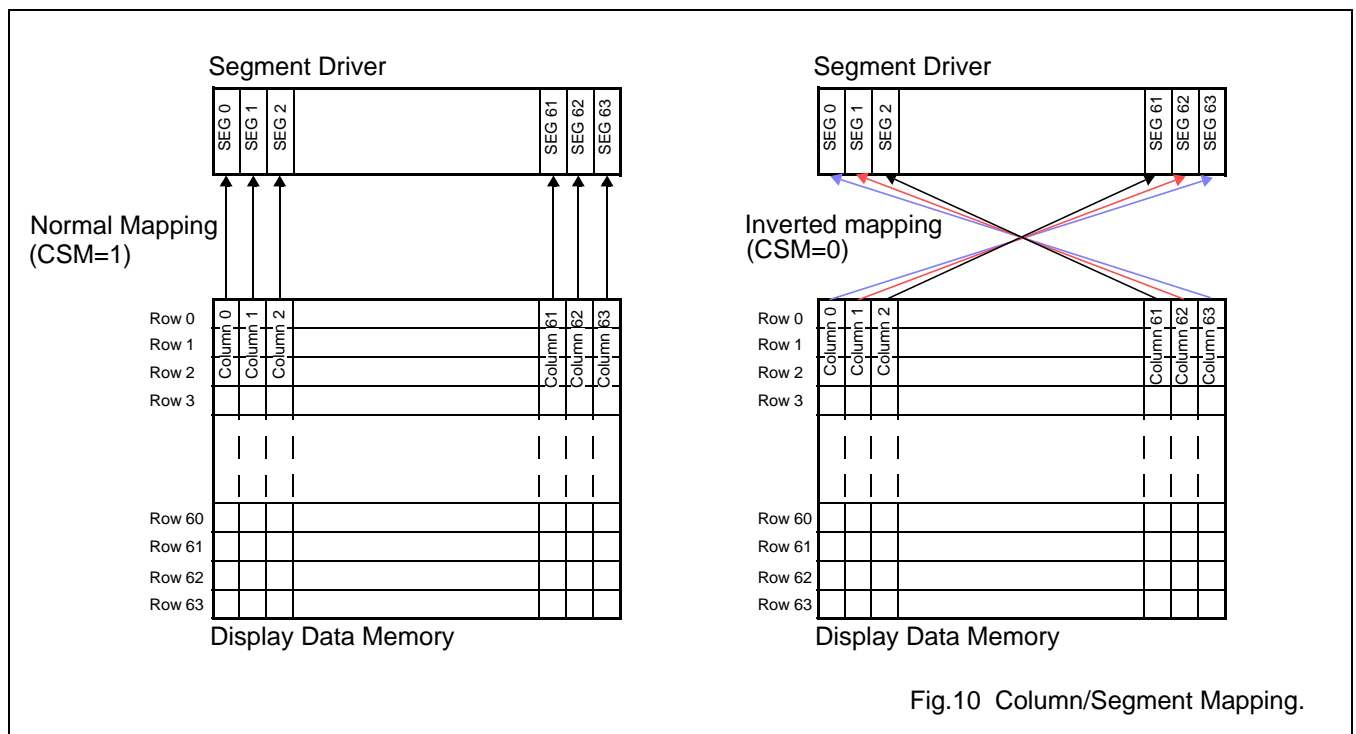 Segment Driver
SEG 0
SEG 1
SEG 2
SEG 61
SEG 62
SEG 63
Normal Mapping
(CSM=1)
Row 0
Row 1
Row 2
Row 3
Column 0
Column 1
Column 2
Column 61
Column 62
Column 63
Row 60
Row 61
Row 62
Row 63
Display Data Memory
Segment Driver
SEG 0
SEG 1
SEG 2
SEG 61
SEG 62
SEG 63
Inverted mapping
(CSM=0)
Row 0
Row 1
Row 2
Row 3
Column 0
Column 1
Column 2
Column 61
Column 62
Column 63
Row 60
Row 61
Row 62
Row 63
Display Data Memory
Fig.10 Column/Segment Mapping.